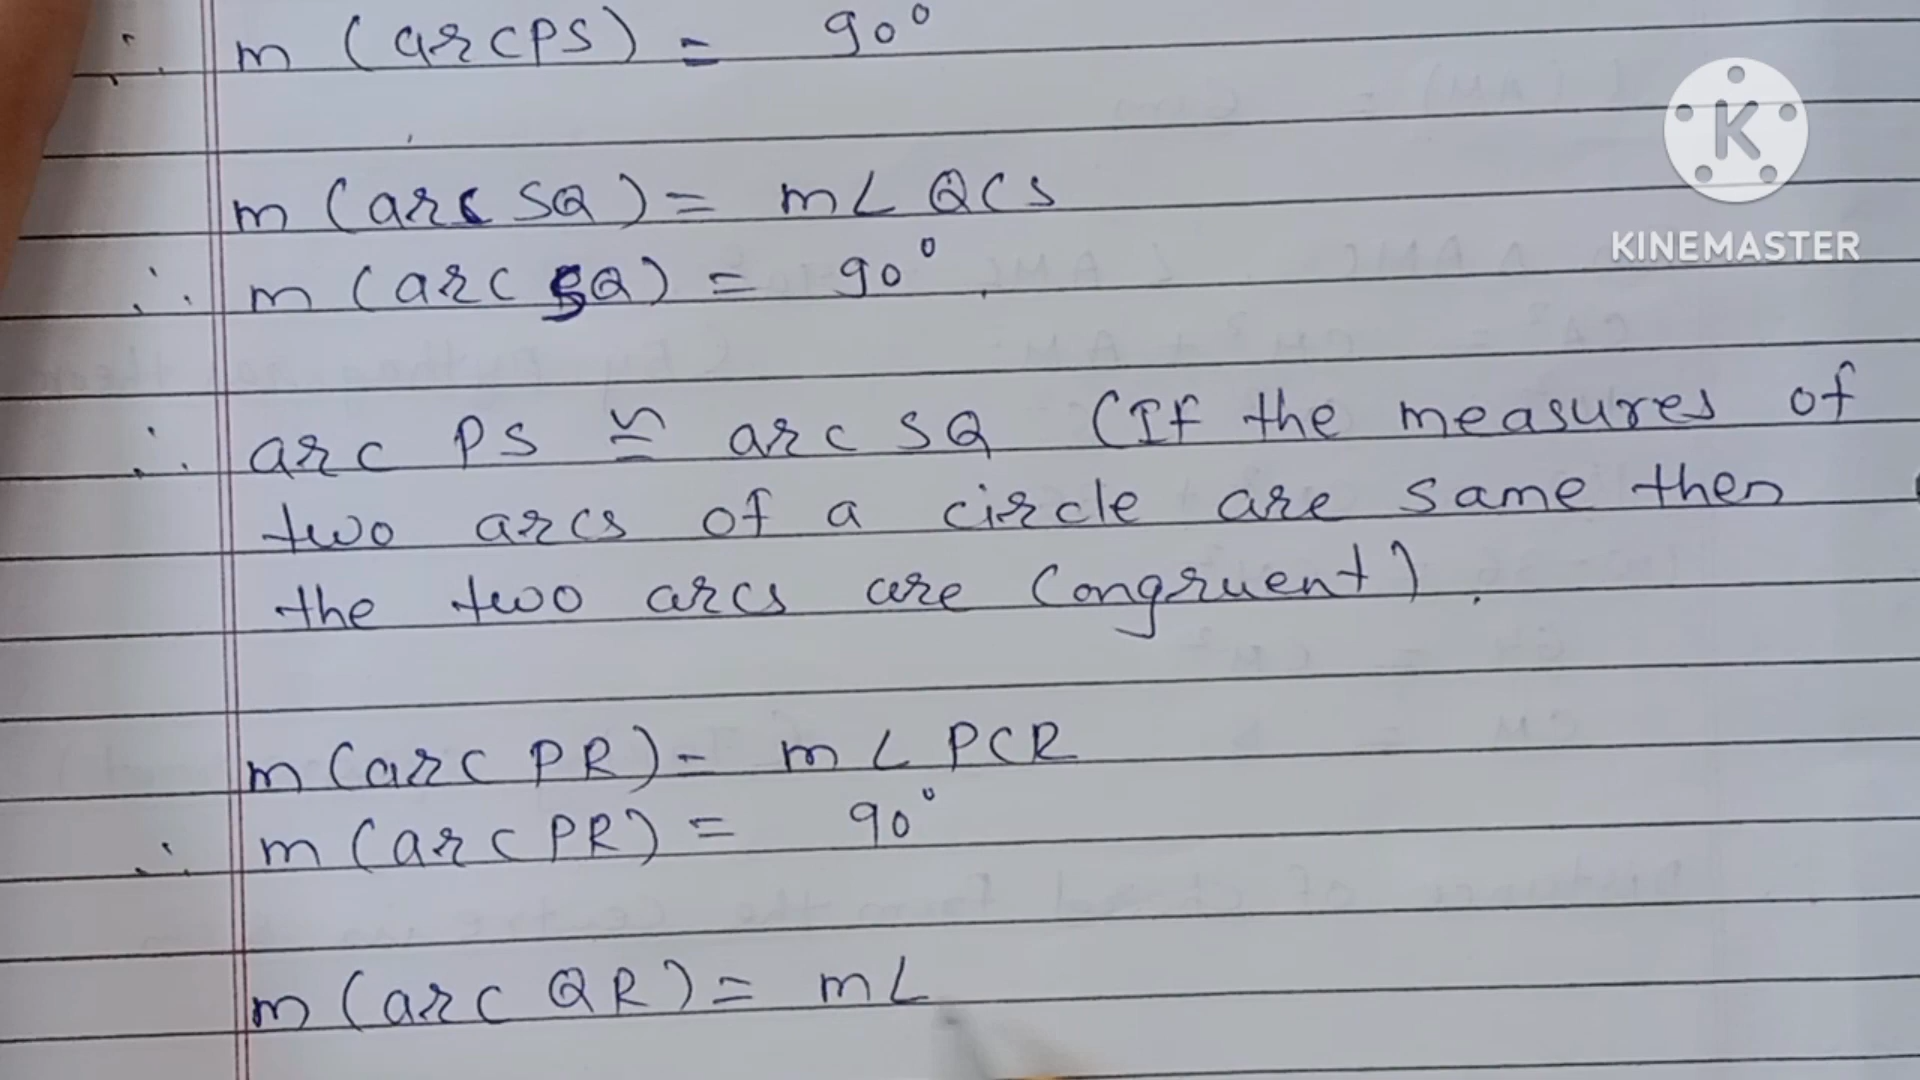 ∴ m (arc PS) = 90°
m (arc SQ) = m∠ QCS
∴ m (arc SQ) = 90°
∴ arc PS ≅ arc SQ (If the measures of
two arcs of a circle are same then
the two arcs are congruent).
m (arc PR) = m ∠ PCR
∴ m (arc PR) = 90°
m (arc QR) = m∠
K
KINEMASTER